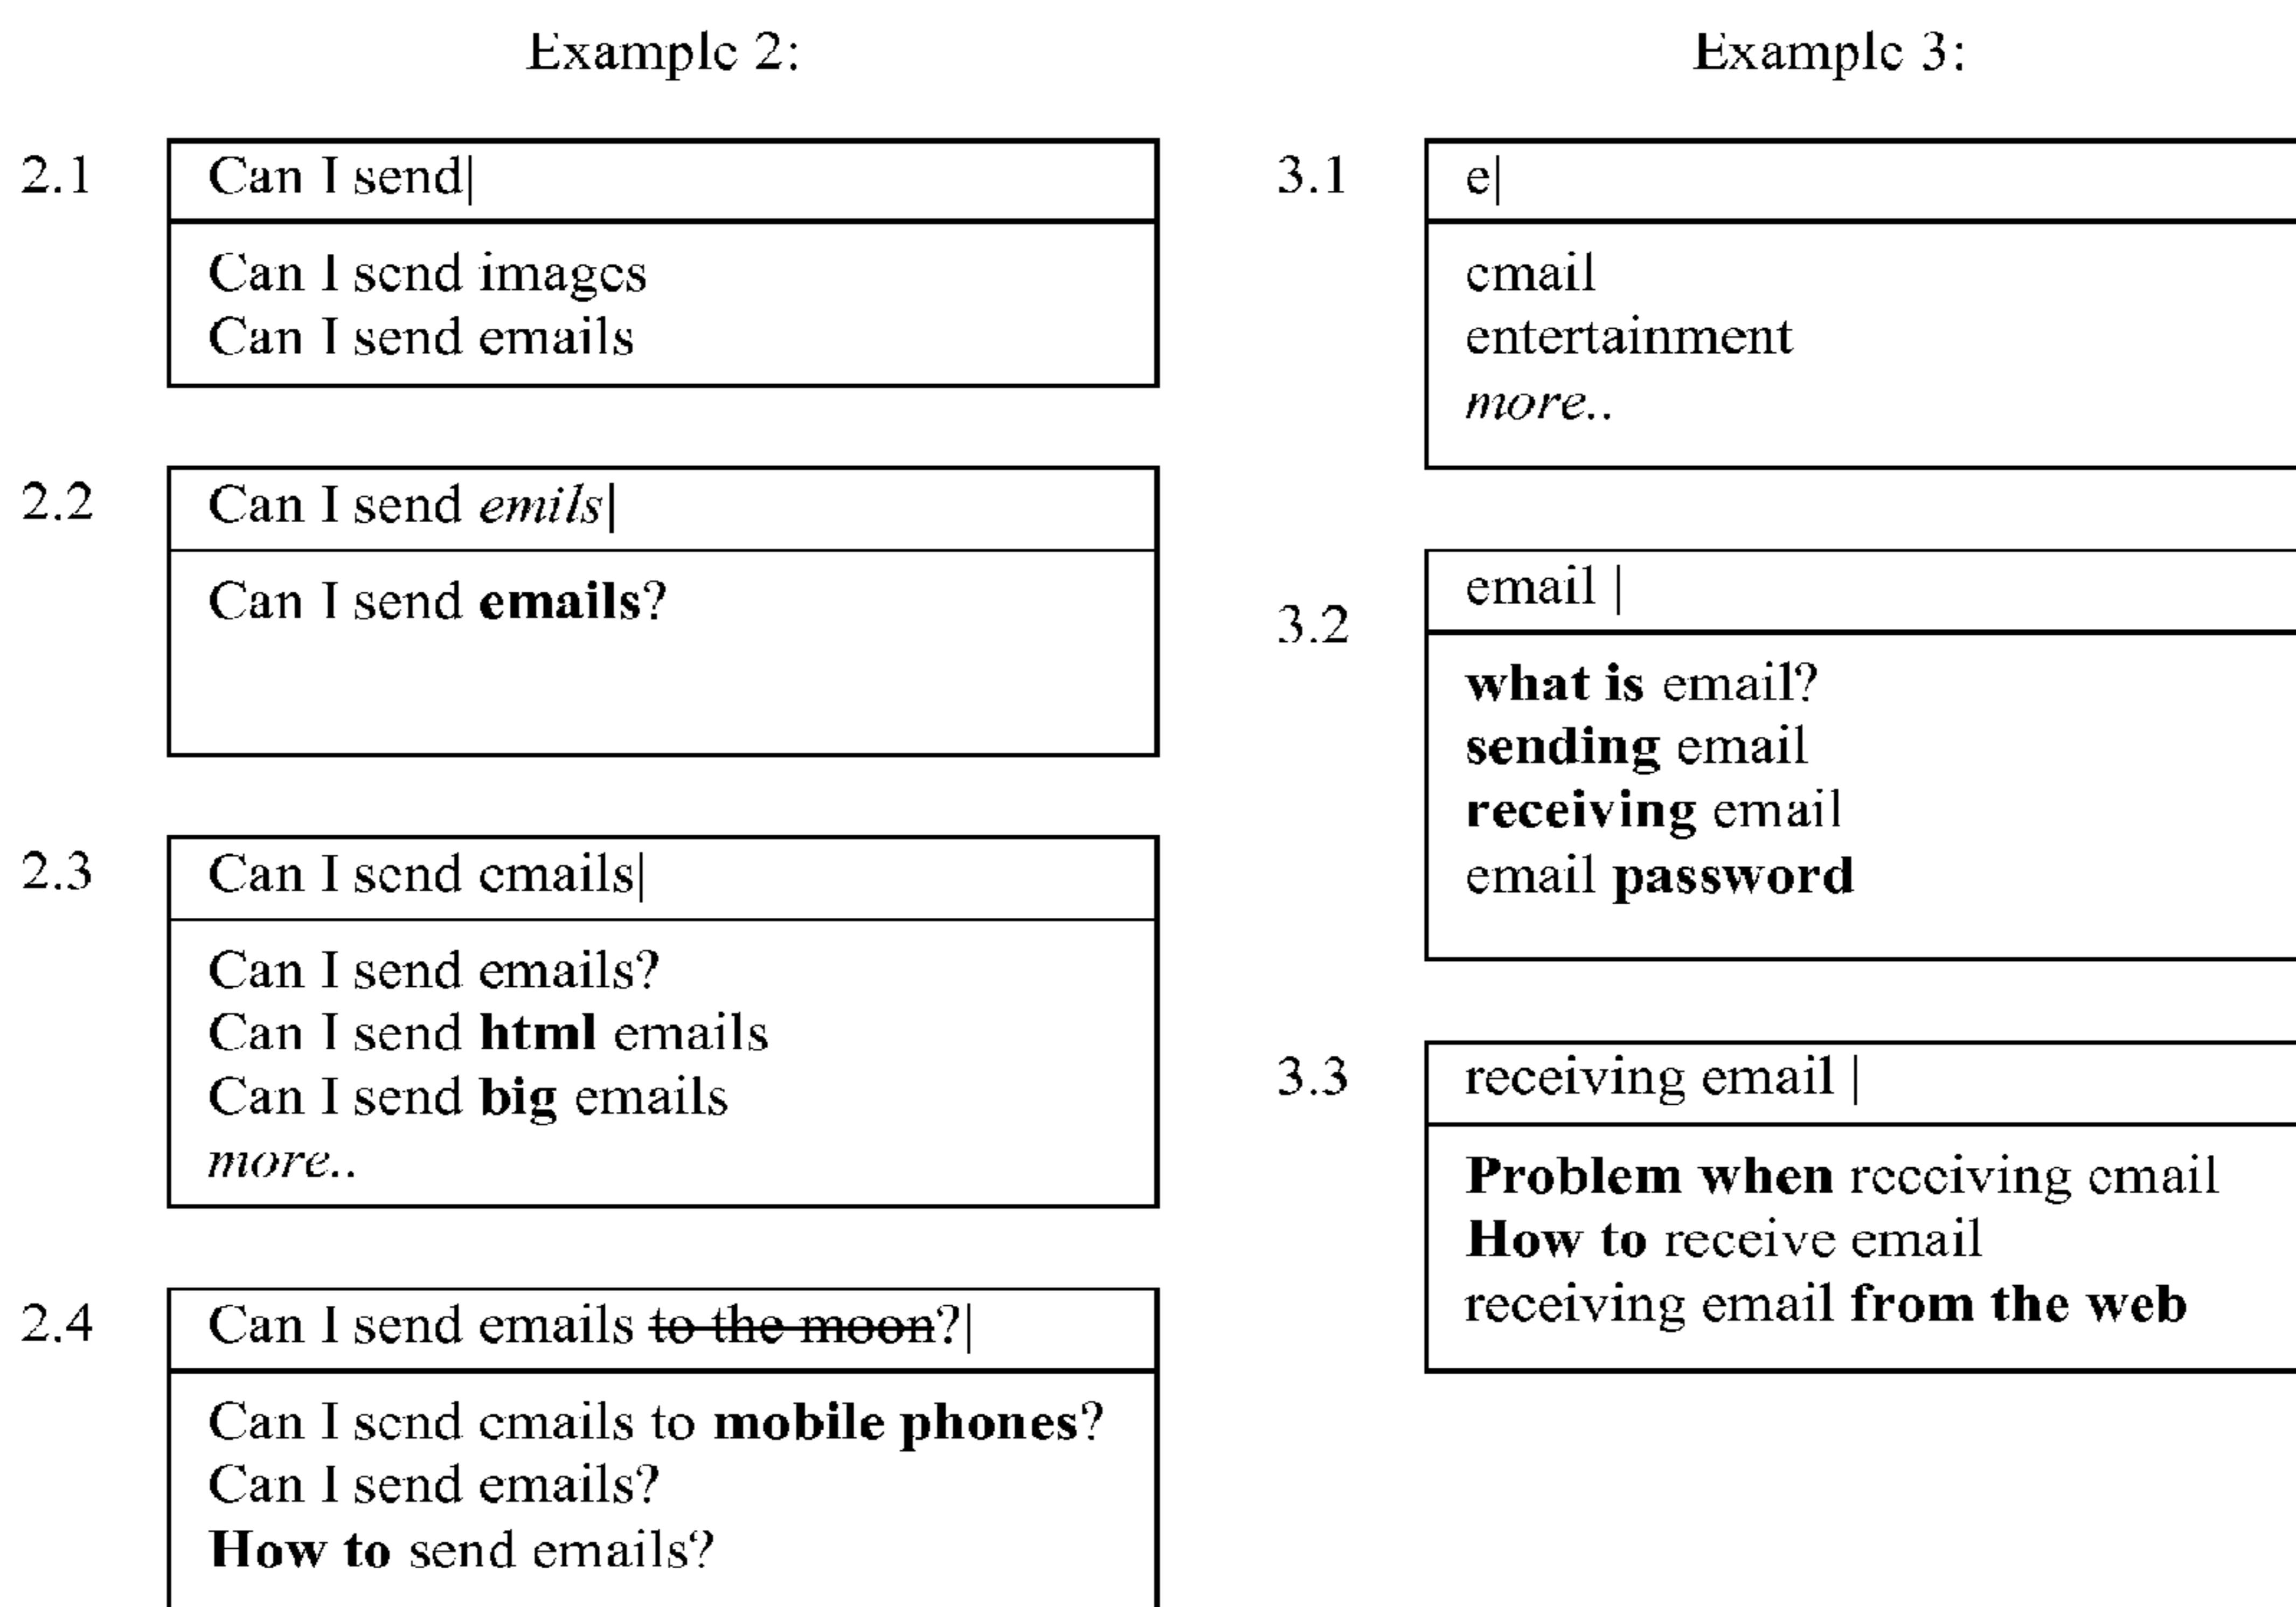 Example 2:
2.1 Can I send|
Can I send images
Can I send emails
2.2 Can I send emils|
Can I send emails?
2.3 Can I send emails|
Can I send emails?
Can I send html emails
Can I send big emails
more..
2.4 Can I send emails to the moon?|
Can I send emails to mobile phones?
Can I send emails?
How to send emails?
Example 3:
3.1 e|
email
entertainment
more..
3.2 email |
what is email?
sending email
receiving email
email password
3.3 receiving email |
Problem when receiving email
How to receive email
receiving email from the web